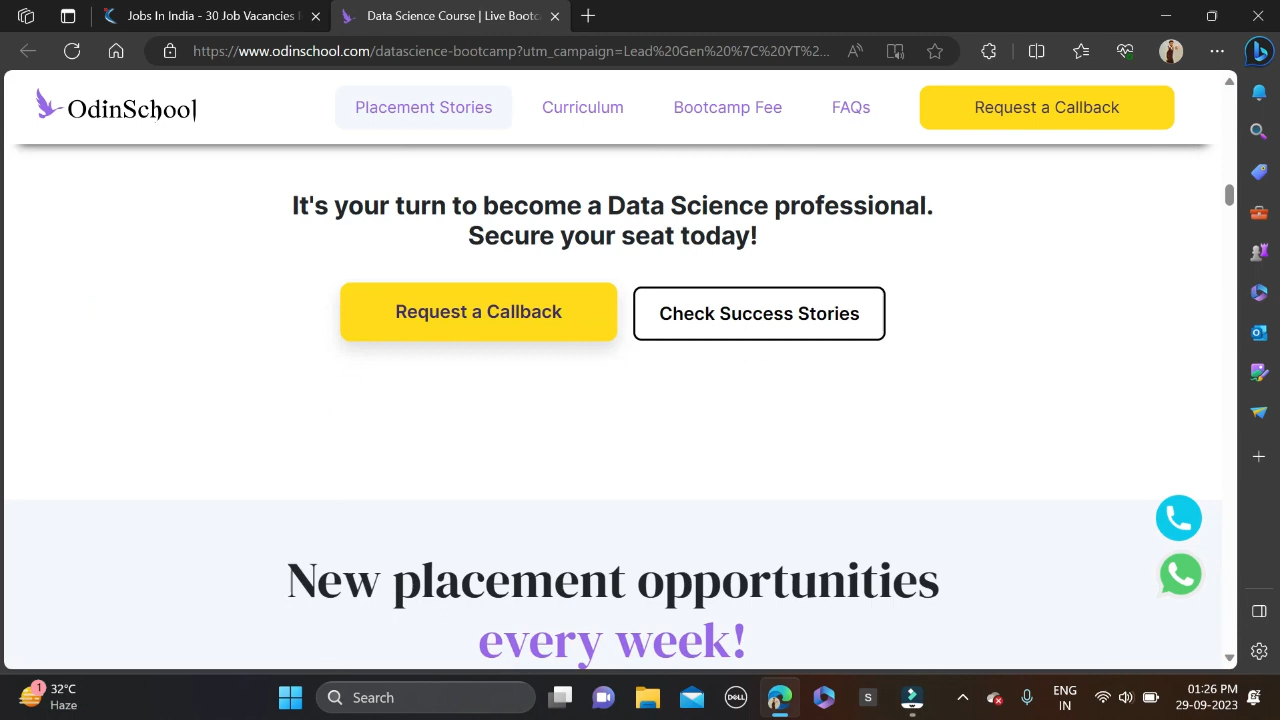 Jobs In India - 30 Job Vacancies
Data Science Course | Live Bootc
https://www.odinschool.com/datascience-bootcamp?utm_campaign=Lead%20Gen%20%7C%20YT%2...
OdinSchool
Placement Stories
Curriculum
Bootcamp Fee
FAQs
Request a Callback
It's your turn to become a Data Science professional.
Secure your seat today!
Request a Callback
Check Success Stories
New placement opportunities
every week!
1
32°C
Haze
Search
DELL
S
ENG
IN
01:26 PM
29-09-2023